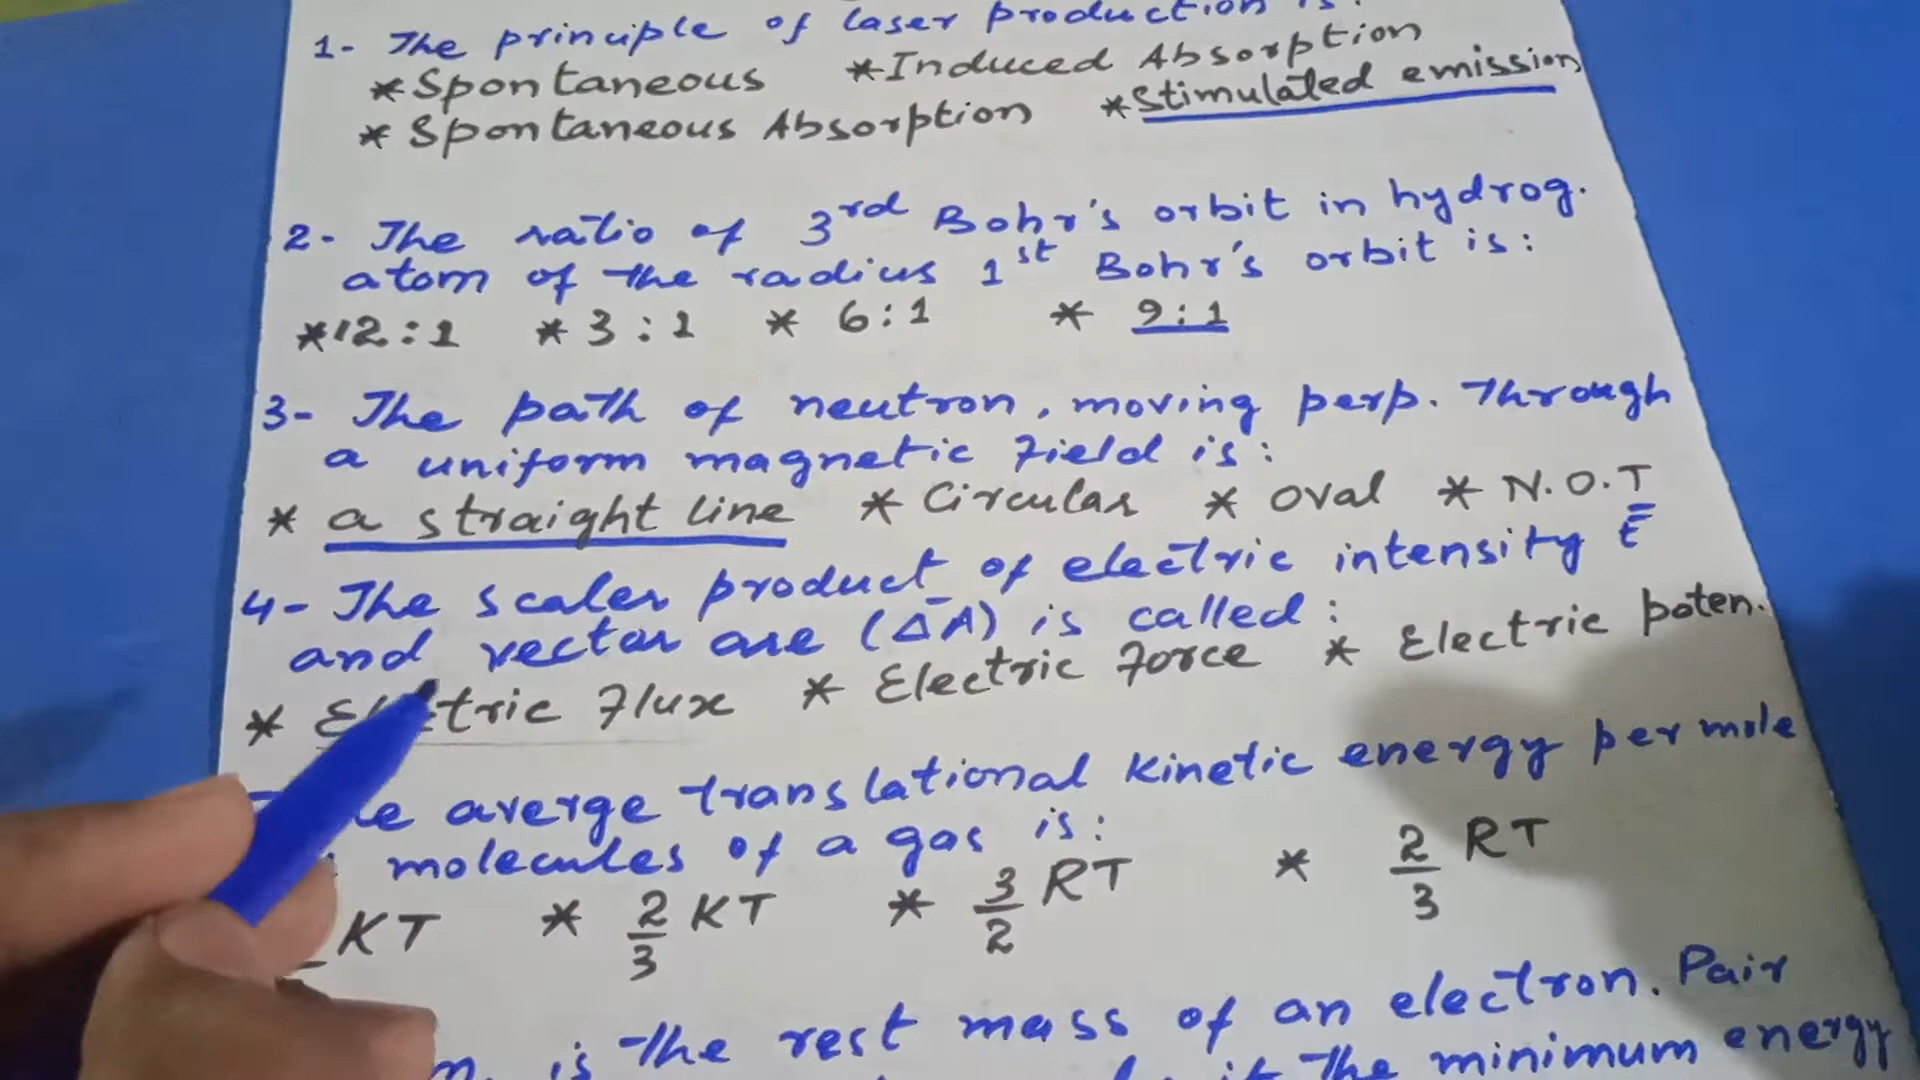 1- The principle of laser production is:
* Spontaneous * Induced Absorption
* Spontaneous Absorption * Stimulated emission
2- The ratio of 3rd Bohr's orbit in hydrog.
atom of the radius 1st Bohr's orbit is:
* 12:1 * 3:1 * 6:1 * 9:1
3- The path of neutron, moving perp. through
a uniform magnetic field is:
* a straight line * Circular * Oval * N.O.T
4- The scaler product of electric intensity E̅
and vector are (ΔA̅) is called:
* Electric Flux * Electric Force * Electric poten.
averge translational kinetic energy per mole
molecules of a gas is:
KT * 2/3 KT * 3/2 RT * 2/3 RT
is the rest mass of an electron. Pair
the minimum energy